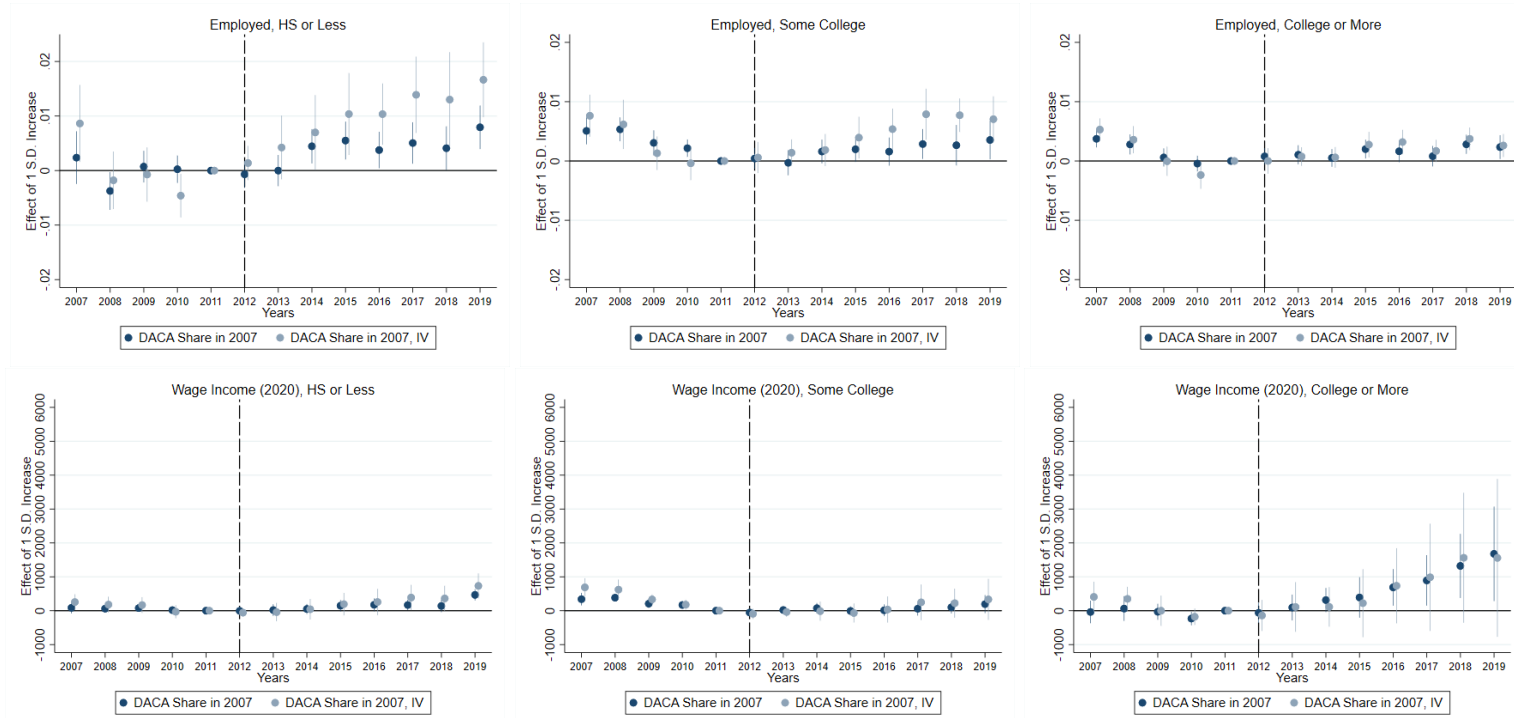 Employed, HS or Less
Effect of 1 S.D. Increase
.02
.01
0
-.01
-.02
2007 2008 2009 2010 2011 2012 2013 2014 2015 2016 2017 2018 2019
Years
DACA Share in 2007 DACA Share in 2007, IV
Employed, Some College
Effect of 1 S.D. Increase
.02
.01
0
-.01
-.02
2007 2008 2009 2010 2011 2012 2013 2014 2015 2016 2017 2018 2019
Years
DACA Share in 2007 DACA Share in 2007, IV
Employed, College or More
Effect of 1 S.D. Increase
.02
.01
0
-.01
-.02
2007 2008 2009 2010 2011 2012 2013 2014 2015 2016 2017 2018 2019
Years
DACA Share in 2007 DACA Share in 2007, IV
Wage Income (2020), HS or Less
Effect of 1 S.D. Increase
6000
5000
4000
3000
2000
1000
0
-1000
2007 2008 2009 2010 2011 2012 2013 2014 2015 2016 2017 2018 2019
Years
DACA Share in 2007 DACA Share in 2007, IV
Wage Income (2020), Some College
Effect of 1 S.D. Increase
6000
5000
4000
3000
2000
1000
0
-1000
2007 2008 2009 2010 2011 2012 2013 2014 2015 2016 2017 2018 2019
Years
DACA Share in 2007 DACA Share in 2007, IV
Wage Income (2020), College or More
Effect of 1 S.D. Increase
6000
5000
4000
3000
2000
1000
0
-1000
2007 2008 2009 2010 2011 2012 2013 2014 2015 2016 2017 2018 2019
Years
DACA Share in 2007 DACA Share in 2007, IV